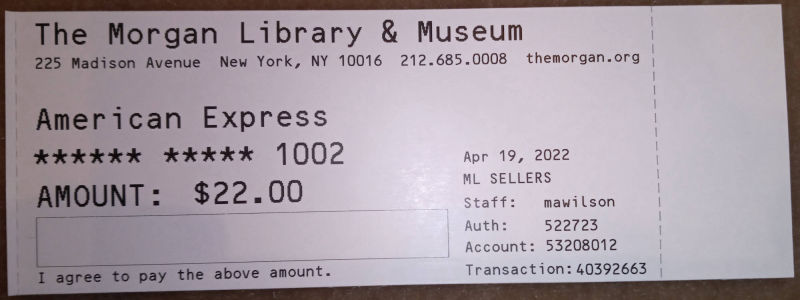 The Morgan Library & Museum
225 Madison Avenue New York, NY 10016 212.685.0008 themorgan.org
American Express
****** ***** 1002
AMOUNT: $22.00
I agree to pay the above amount.
Apr 19, 2022
ML SELLERS
Staff: mawilson
Auth: 522723
Account: 53208012
Transaction: 40392663